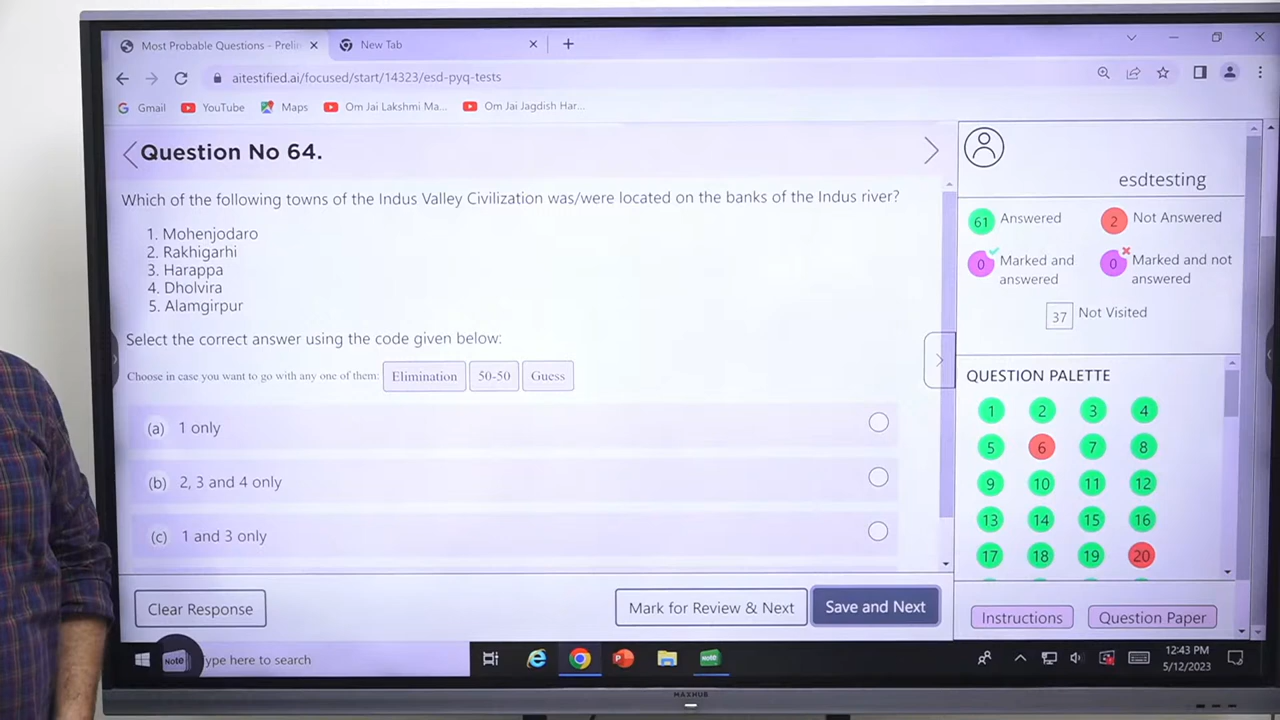 Most Probable Questions - Prelin
New Tab
aitestified.ai/focused/start/14323/esd-pyq-tests
Gmail
YouTube
Maps
Om Jai Lakshmi Ma...
Om Jai Jagdish Har...
Question No 64.
Which of the following towns of the Indus Valley Civilization was/were located on the banks of the Indus river?
1. Mohenjodaro
2. Rakhigarhi
3. Harappa
4. Dholvira
5. Alamgirpur
Select the correct answer using the code given below:
Choose in case you want to go with any one of them: Elimination 50-50 Guess
(a) 1 only
(b) 2, 3 and 4 only
(c) 1 and 3 only
Clear Response
Mark for Review & Next
Save and Next
esdtesting
61 Answered
2 Not Answered
0 Marked and answered
0 Marked and not answered
37 Not Visited
QUESTION PALETTE
1 2 3 4
5 6 7 8
9 10 11 12
13 14 15 16
17 18 19 20
Instructions
Question Paper
Note
ype here to search
Note
12:43 PM
5/12/2023
MAXHUB